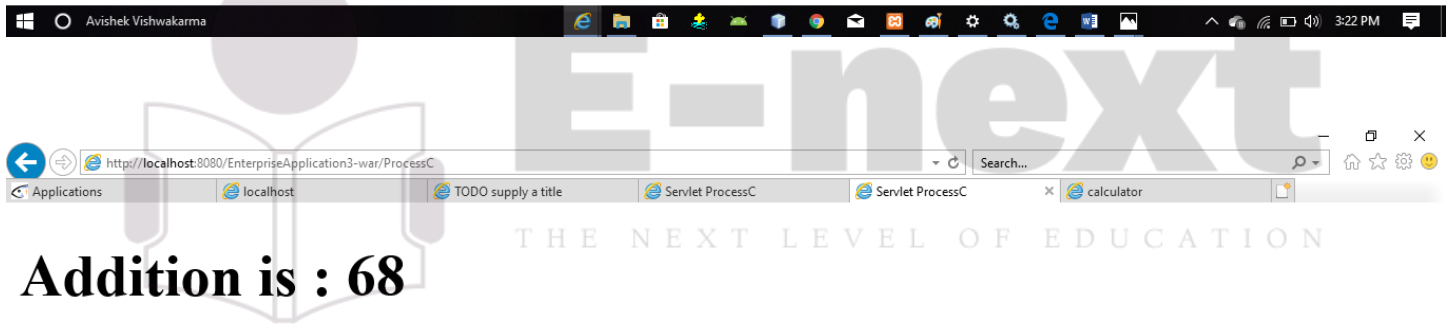 Avishek Vishwakarma
3:22 PM
E-next
http://localhost:8080/EnterpriseApplication3-war/ProcessC
Search...
Applications
localhost
TODO supply a title
Servlet ProcessC
Servlet ProcessC
calculator
THE NEXT LEVEL OF EDUCATION
Addition is : 68